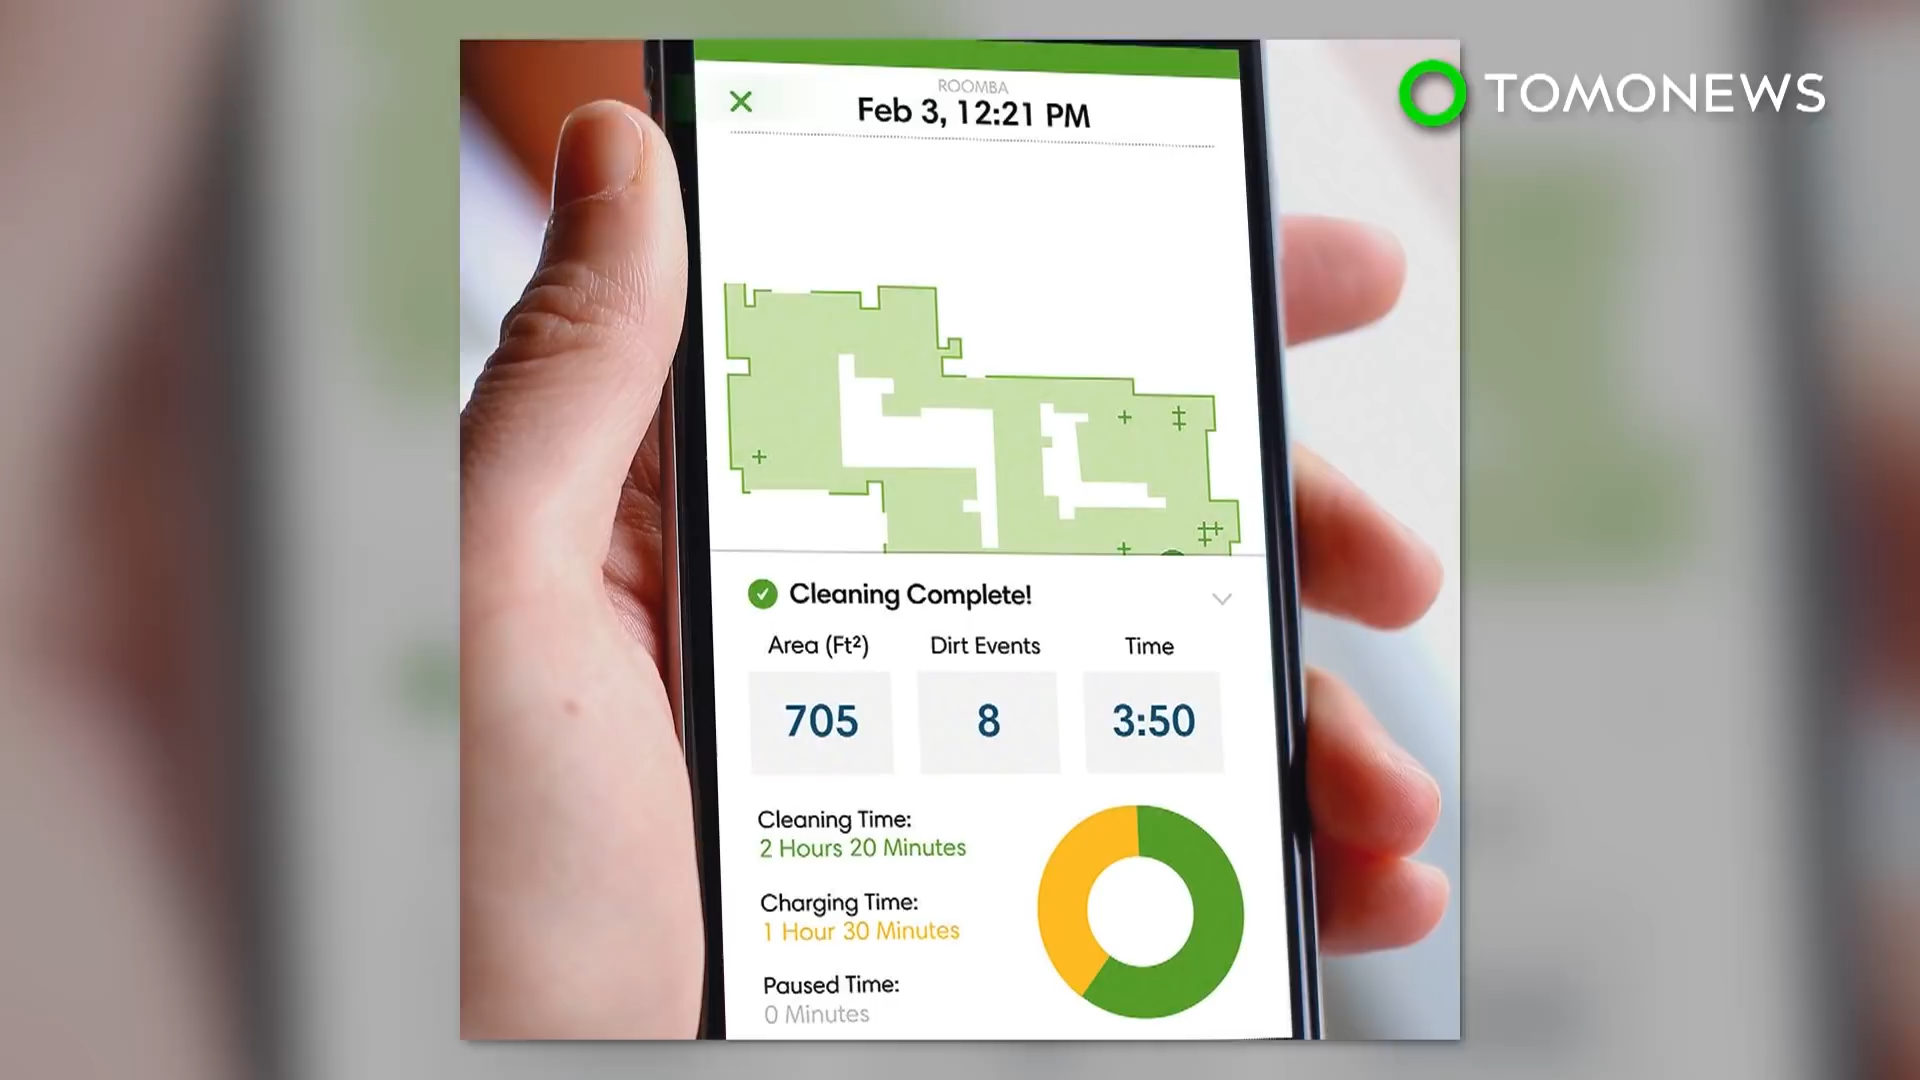 TOMONEWS
ROOMBA
Feb 3, 12:21 PM
Cleaning Complete!
Area (Ft²) Dirt Events Time
705 8 3:50
Cleaning Time:
2 Hours 20 Minutes
Charging Time:
1 Hour 30 Minutes
Paused Time:
0 Minutes